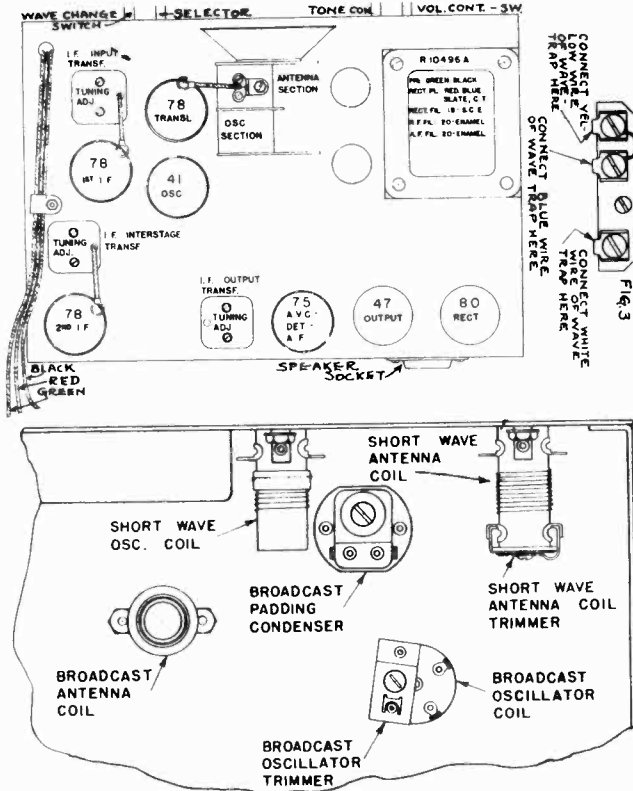 WAVE CHANGE
SWITCH
SELECTOR
TONE CON.
VOL. CONT. - SW
I.F. INPUT
TRANSF.
TUNING
ADJ.
78
TRANSL
ANTENNA
SECTION
OSC
SECTION
R10496A
PRI GREEN BLACK
RECT PL. RED, BLUE
SLATE, C T
RECT. FIL. 18-S.C.E
R.F. FIL. 20-ENAMEL
A.F. FIL. 20-ENAMEL
78
1ST I.F
41
OSC
I.F. INTERSTAGE
TRANSF.
TUNING
ADJ.
I.F. OUTPUT
TRANSF.
TUNING
ADJ
78
2ND I.F
75
A.V.C-
DET-
A.F
47
OUTPUT
80
RECT
BLACK
RED
GREEN
SPEAKER
SOCKET
CONNECT YEL-
LOW WIRE
OF WAVE-
TRAP HERE
CONNECT BLUE WIRE
OF WAVE TRAP HERE
CONNECT WHITE
WIRE OF WAVE
TRAP HERE
FIG.3
SHORT WAVE
OSC. COIL
SHORT WAVE
ANTENNA
COIL
BROADCAST
PADDING
CONDENSER
SHORT WAVE
ANTENNA COIL
TRIMMER
BROADCAST
ANTENNA
COIL
BROADCAST
OSCILLATOR
COIL
BROADCAST
OSCILLATOR
TRIMMER